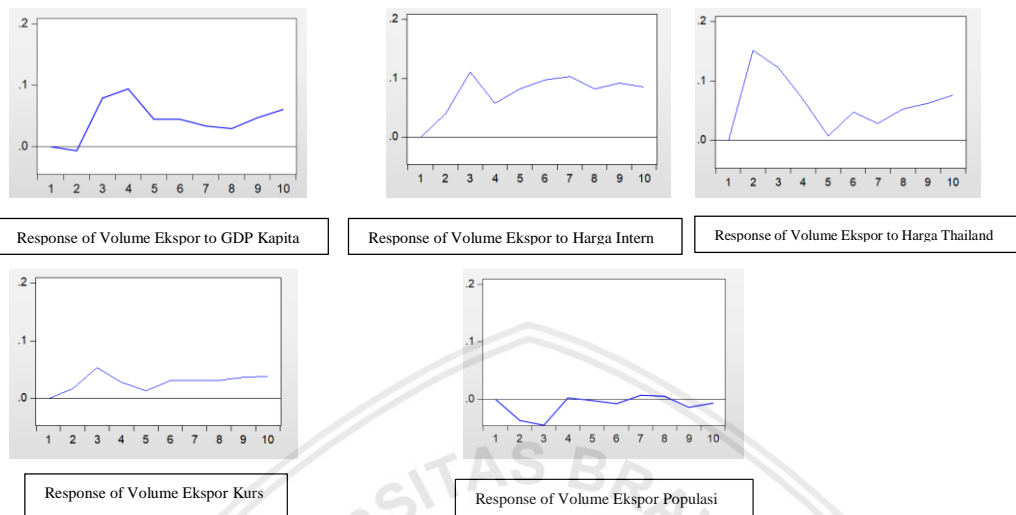 .2
.1
.0
1 2 3 4 5 6 7 8 9 10
.2
.1
.0
1 2 3 4 5 6 7 8 9 10
.2
.1
.0
1 2 3 4 5 6 7 8 9 10
Response of Volume Ekspor to GDP Kapita
Response of Volume Ekspor to Harga Intern
Response of Volume Ekspor to Harga Thailand
.2
.1
.0
1 2 3 4 5 6 7 8 9 10
.2
.1
.0
1 2 3 4 5 6 7 8 9 10
Response of Volume Ekspor Kurs
Response of Volume Ekspor Populasi
SITAS BRA